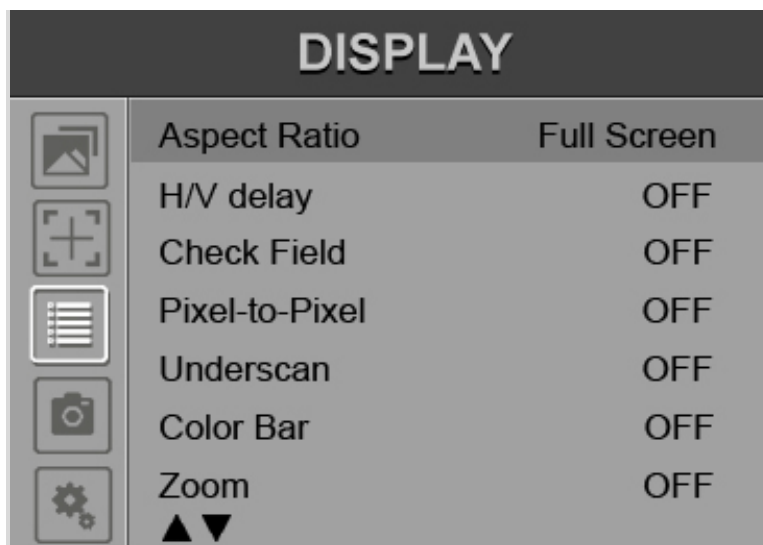 DISPLAY
Aspect Ratio Full Screen
H/V delay OFF
Check Field OFF
Pixel-to-Pixel OFF
Underscan OFF
Color Bar OFF
Zoom OFF